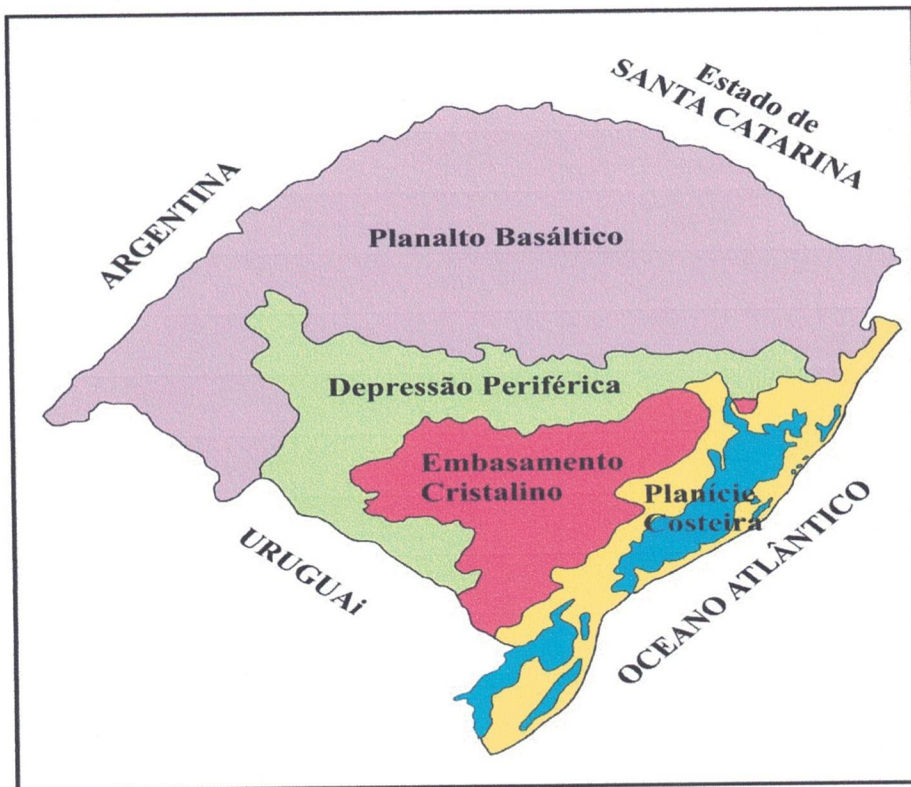 Estado de
SANTA CATARINA
ARGENTINA
Planalto Basáltico
Depressão Periférica
Embasamento
Cristalino
Planície
Costeira
URUGUAi
OCEANO ATLÂNTICO